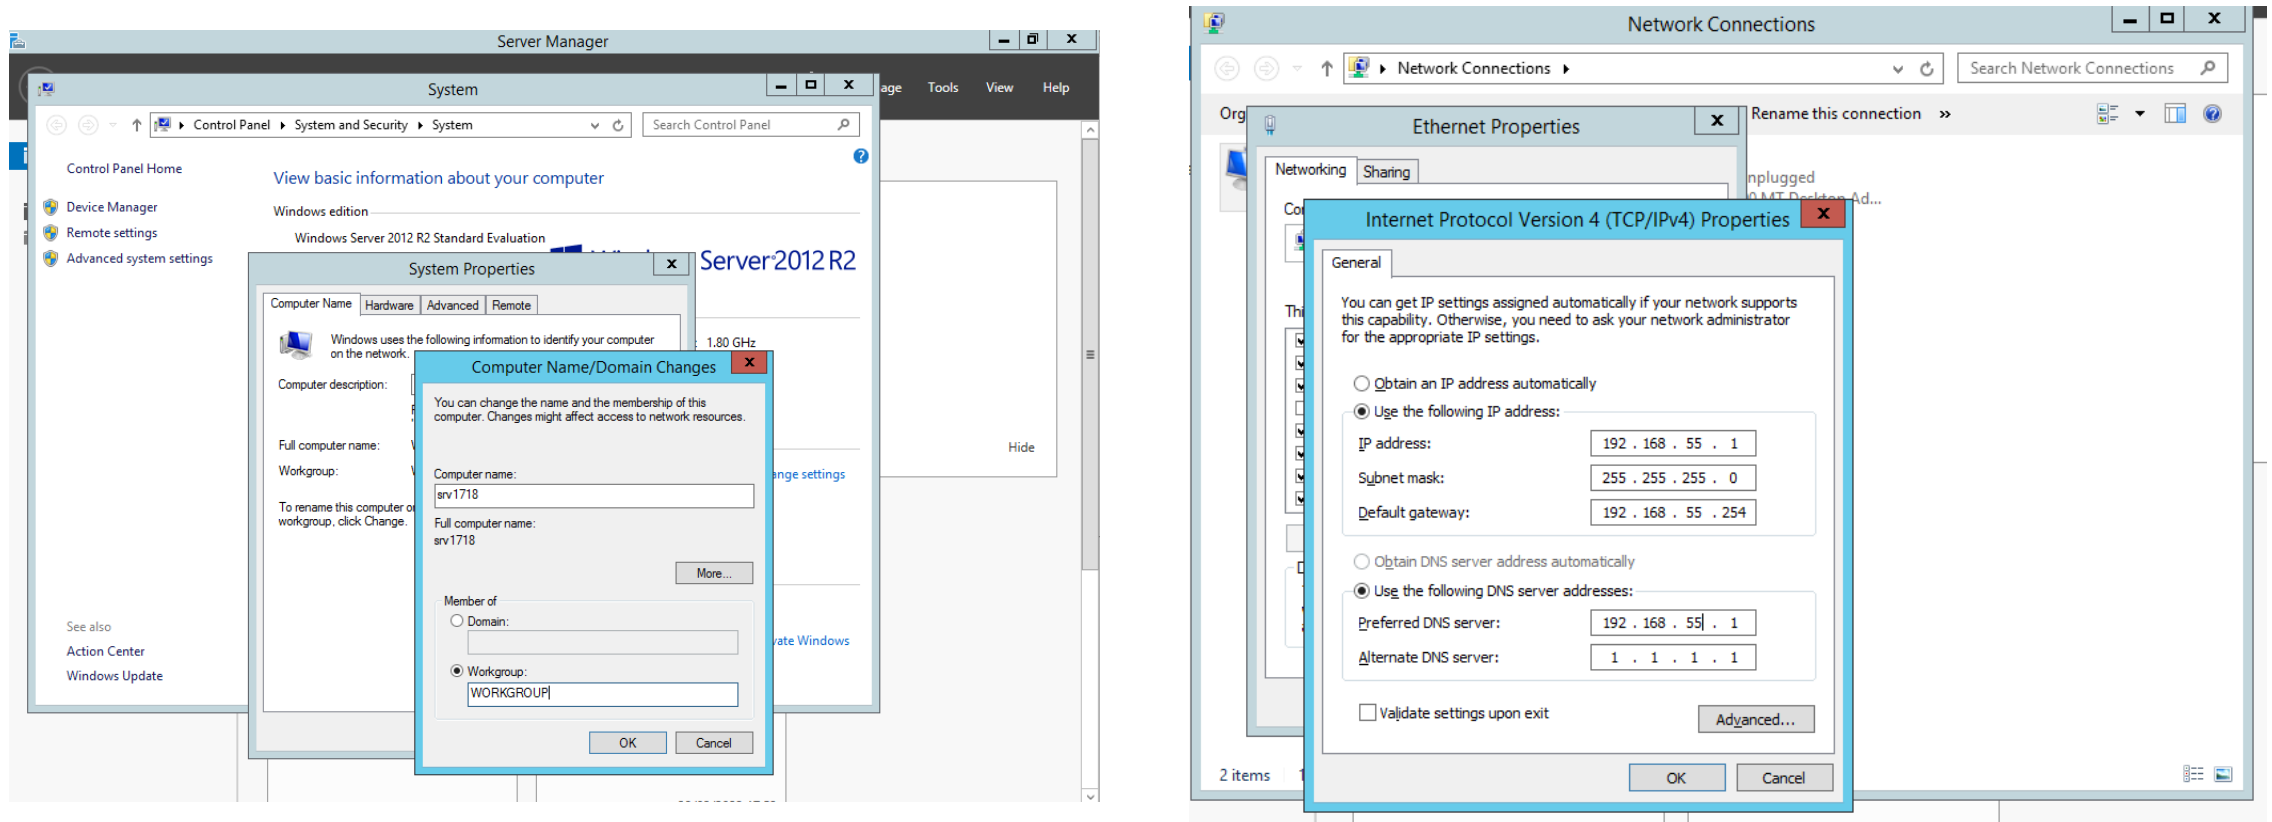 Server Manager
age Tools View Help
System
Control Panel System and Security System
Search Control Panel
Control Panel Home
Device Manager
Remote settings
Advanced system settings
View basic information about your computer
Windows edition
Windows Server 2012 R2 Standard Evaluation
Server 2012 R2
System Properties
Computer Name Hardware Advanced Remote
Windows uses the following information to identify your computer
on the network.
1.80 GHz
Computer description:
Full computer name:
Workgroup:
To rename this computer or
workgroup, click Change.
Computer Name/Domain Changes
You can change the name and the membership of this
computer. Changes might affect access to network resources.
Computer name:
srv1718
Full computer name:
srv1718
More...
Member of
Domain:
Workgroup:
WORKGROUP
OK Cancel
Hide
ange settings
vate Windows
See also
Action Center
Windows Update
Network Connections
Network Connections
Search Network Connections
Org
Rename this connection »
nplugged
Ethernet Properties
Networking Sharing
Co
Thi
Internet Protocol Version 4 (TCP/IPv4) Properties
General
You can get IP settings assigned automatically if your network supports
this capability. Otherwise, you need to ask your network administrator
for the appropriate IP settings.
Obtain an IP address automatically
Use the following IP address:
IP address: 192 . 168 . 55 . 1
Subnet mask: 255 . 255 . 255 . 0
Default gateway: 192 . 168 . 55 . 254
Obtain DNS server address automatically
Use the following DNS server addresses:
Preferred DNS server: 192 . 168 . 55 . 1
Alternate DNS server: 1 . 1 . 1 . 1
Validate settings upon exit
Advanced...
OK Cancel
2 items